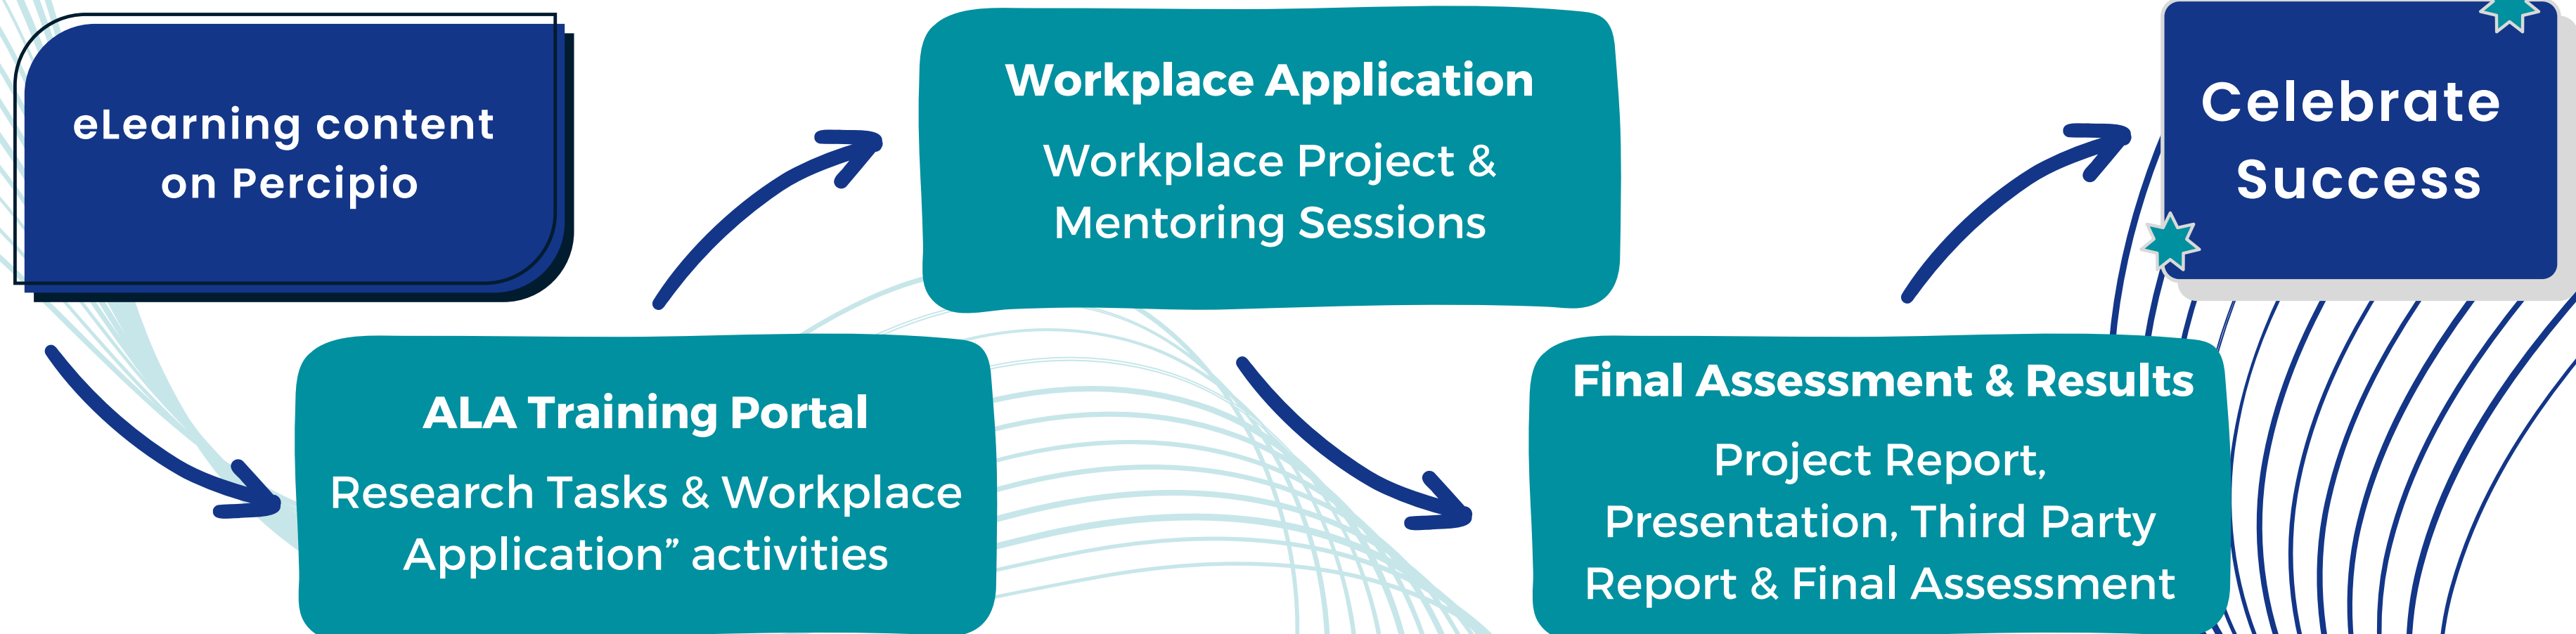 eLearning content
on Percipio
ALA Training Portal
Research Tasks & Workplace
Application” activities
Workplace Application
Workplace Project &
Mentoring Sessions
Final Assessment & Results
Project Report,
Presentation, Third Party
Report & Final Assessment
Celebrate
Success